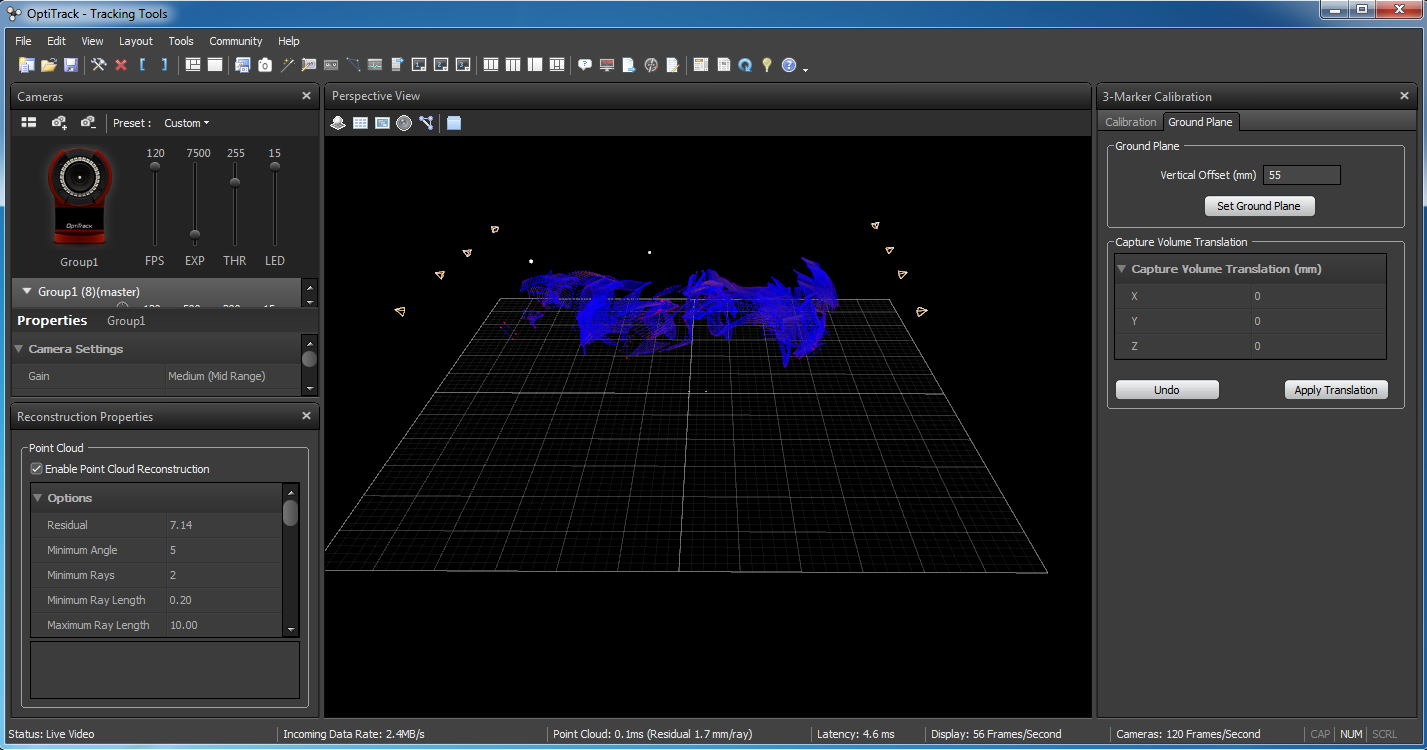 OptiTrack - Tracking Tools
File Edit View Layout Tools Community Help
Cameras
Preset : Custom
120 7500 255 15
OptiTrack
Group1
FPS EXP THR LED
Group1 (8)(master)
Properties Group1
Camera Settings
Gain Medium (Mid Range)
Reconstruction Properties
Point Cloud
Enable Point Cloud Reconstruction
Options
Residual 7.14
Minimum Angle 5
Minimum Rays 2
Minimum Ray Length 0.20
Maximum Ray Length 10.00
Perspective View
3-Marker Calibration
Calibration Ground Plane
Ground Plane
Vertical Offset (mm) 55
Set Ground Plane
Capture Volume Translation
Capture Volume Translation (mm)
X 0
Y 0
Z 0
Undo Apply Translation
Status: Live Video Incoming Data Rate: 2.4MB/s Point Cloud: 0.1ms (Residual 1.7 mm/ray) Latency: 4.6 ms Display: 56 Frames/Second Cameras: 120 Frames/Second CAP NUM SCRL